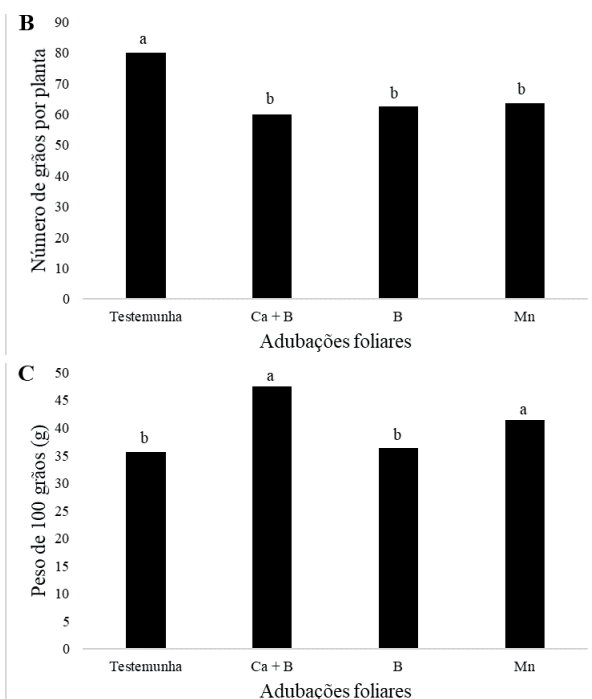 B
Número de grãos por planta
90
80
70
60
50
40
30
20
10
0
a
b
b
b
Testemunha
Ca + B
B
Mn
Adubações foliares
C
Peso de 100 grãos (g)
50
45
40
35
30
25
20
15
10
5
0
b
a
b
a
Testemunha
Ca + B
B
Mn
Adubações foliares